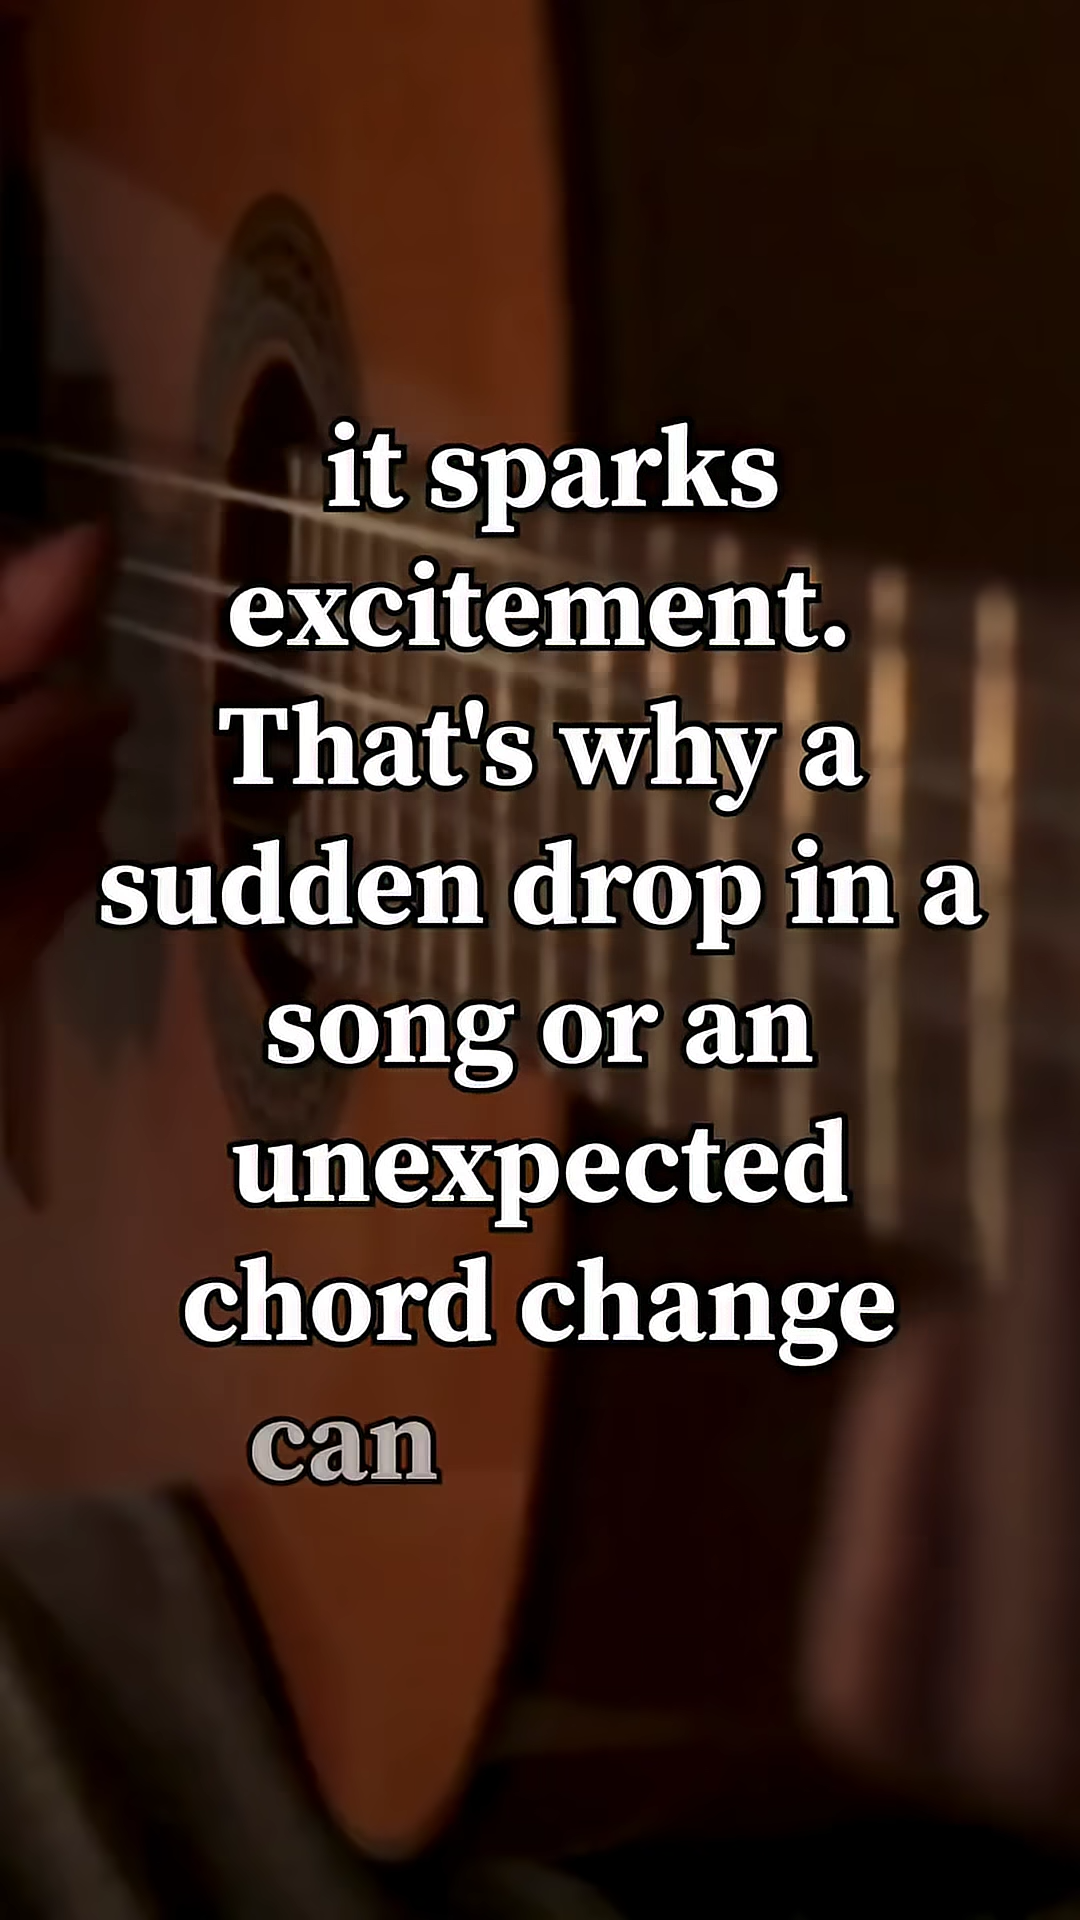 it sparks
excitement.
That's why a
sudden drop in a
song or an
unexpected
chord change
can